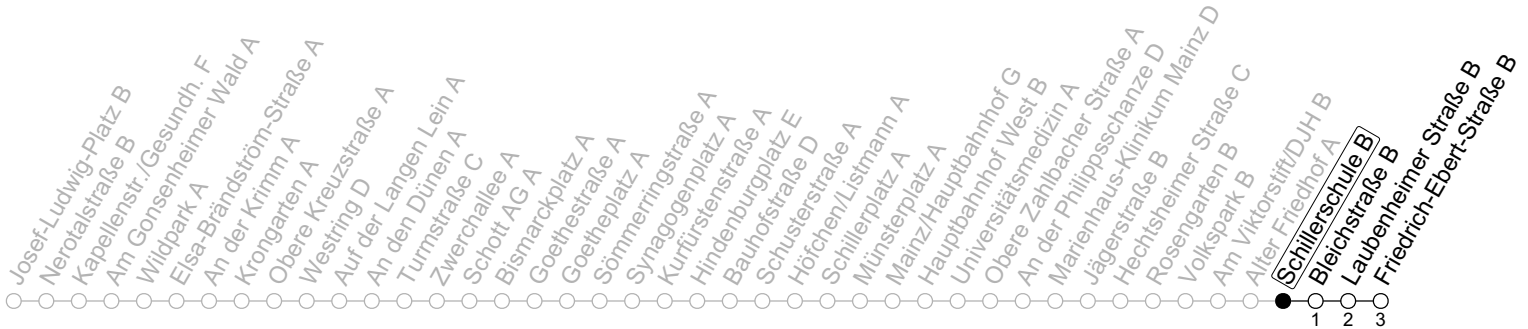 Josef-Ludwig-Platz B
Nerotalstraße B
Kapellenstr./Gesundh. F
Am Gonsenheimer Wald A
Wildpark A
Elsa-Brändström-Straße A
An der Krimm A
Krongarten A
Obere Kreuzstraße A
Westring D
Auf der Langen Lein A
An den Dünen A
Turmstraße C
Zwerchallee A
Schott AG A
Bismarckplatz A
Goethestraße A
Goetheplatz A
Sömmerringstraße A
Synagogenplatz A
Kurfürstenstraße A
Hindenburgplatz E
Bauhofstraße D
Schusterstraße A
Höfchen/Listmann A
Schillerplatz A
Münsterplatz A
Mainz/Hauptbahnhof G
Hauptbahnhof West B
Universitätsmedizin A
Obere Zahlbacher Straße A
An der Philippsschanze D
Marienhaus-Klinikum Mainz D
Jägerstraße B
Hechtsheimer Straße C
Rosengarten B
Volkspark B
Am Viktorstift/DJH B
Alter Friedhof A
Schillerschule B
Bleichstraße B
Laubenheimer Straße B
Friedrich-Ebert-Straße B
1 2 3